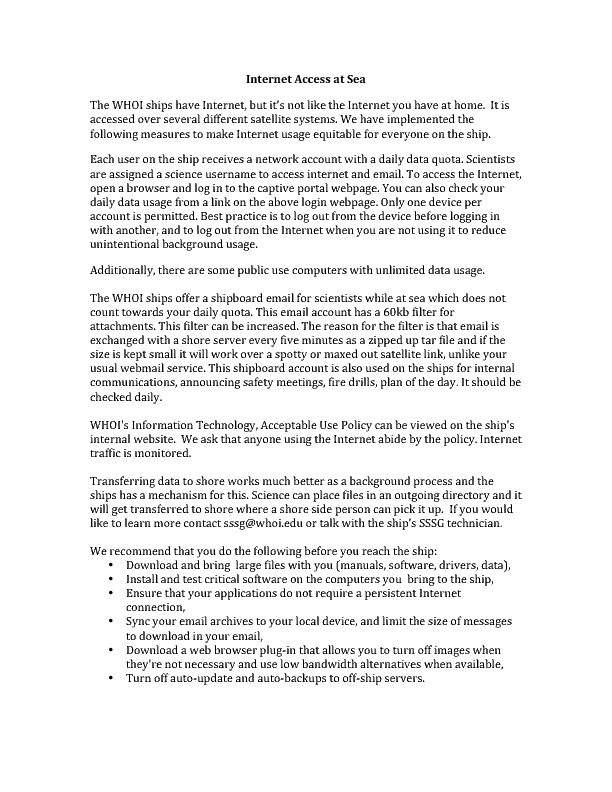 Internet Access at Sea
The WHOI ships have Internet, but it's not like the Internet you have at home.  It is
accessed over several different satellite systems. We have implemented the
following measures to make Internet usage equitable for everyone on the ship.
Each user on the ship receives a network account with a daily data quota. Scientists
are assigned a science username to access internet and email. To access the Internet,
open a browser and log in to the captive portal webpage. You can also check your
daily data usage from a link on the above login webpage. Only one device per
account is permitted. Best practice is to log out from the device before logging in
with another, and to log out from the Internet when you are not using it to reduce
unintentional background usage.
Additionally, there are some public use computers with unlimited data usage.
The WHOI ships offer a shipboard email for scientists while at sea which does not
count towards your daily quota. This email account has a 60kb filter for
attachments. This filter can be increased. The reason for the filter is that email is
exchanged with a shore server every five minutes as a zipped up tar file and if the
size is kept small it will work over a spotty or maxed out satellite link, unlike your
usual webmail service. This shipboard account is also used on the ships for internal
communications, announcing safety meetings, fire drills, plan of the day. It should be
checked daily.
WHOI's Information Technology, Acceptable Use Policy can be viewed on the ship's
internal website.  We ask that anyone using the Internet abide by the policy. Internet
traffic is monitored.
Transferring data to shore works much better as a background process and the
ships has a mechanism for this. Science can place files in an outgoing directory and it
will get transferred to shore where a shore side person can pick it up.  If you would
like to learn more contact sssg@whoi.edu or talk with the ship's SSSG technician.
We recommend that you do the following before you reach the ship:
• Download and bring  large files with you (manuals, software, drivers, data),
• Install and test critical software on the computers you  bring to the ship,
• Ensure that your applications do not require a persistent Internet
connection,
• Sync your email archives to your local device, and limit the size of messages
to download in your email,
• Download a web browser plug-in that allows you to turn off images when
they're not necessary and use low bandwidth alternatives when available,
• Turn off auto-update and auto-backups to off-ship servers.